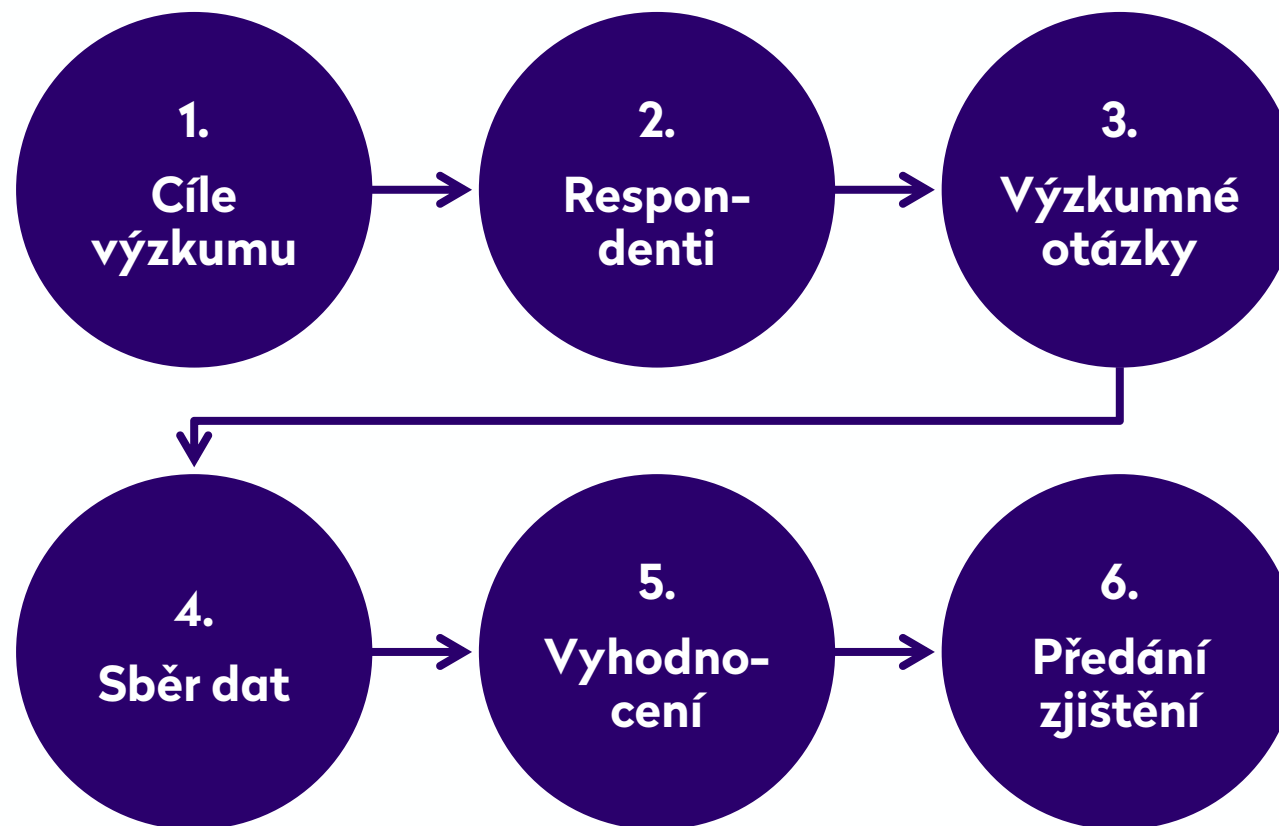 1.
Cíle
výzkumu
2.
Respon-
denti
3.
Výzkumné
otázky
4.
Sběr dat
5.
Vyhodno-
cení
6.
Předání
zjištění